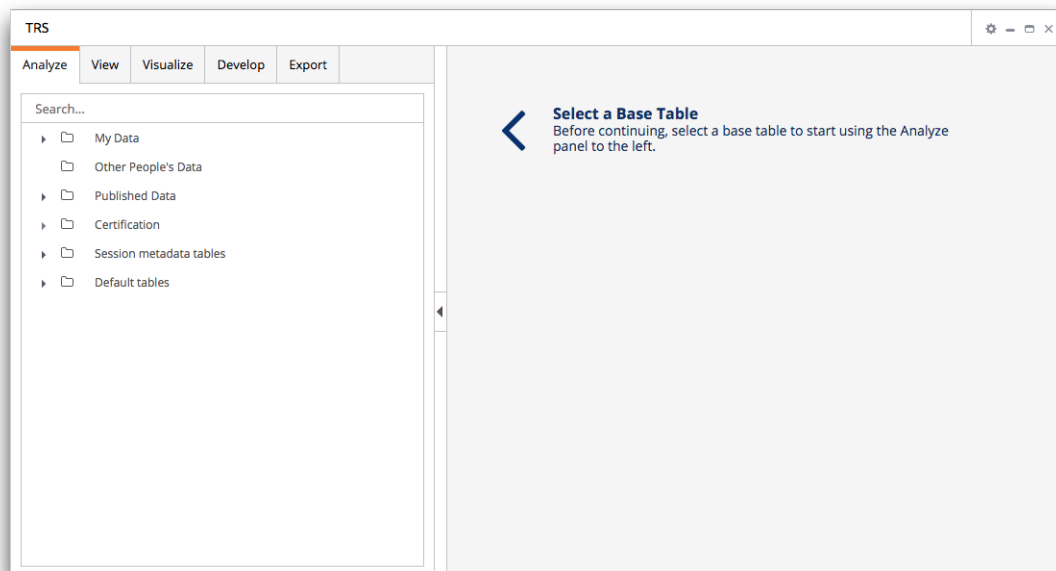 TRS
Analyze View Visualize Develop Export
Search...
My Data
Other People's Data
Published Data
Certification
Session metadata tables
Default tables
Select a Base Table
Before continuing, select a base table to start using the Analyze
panel to the left.